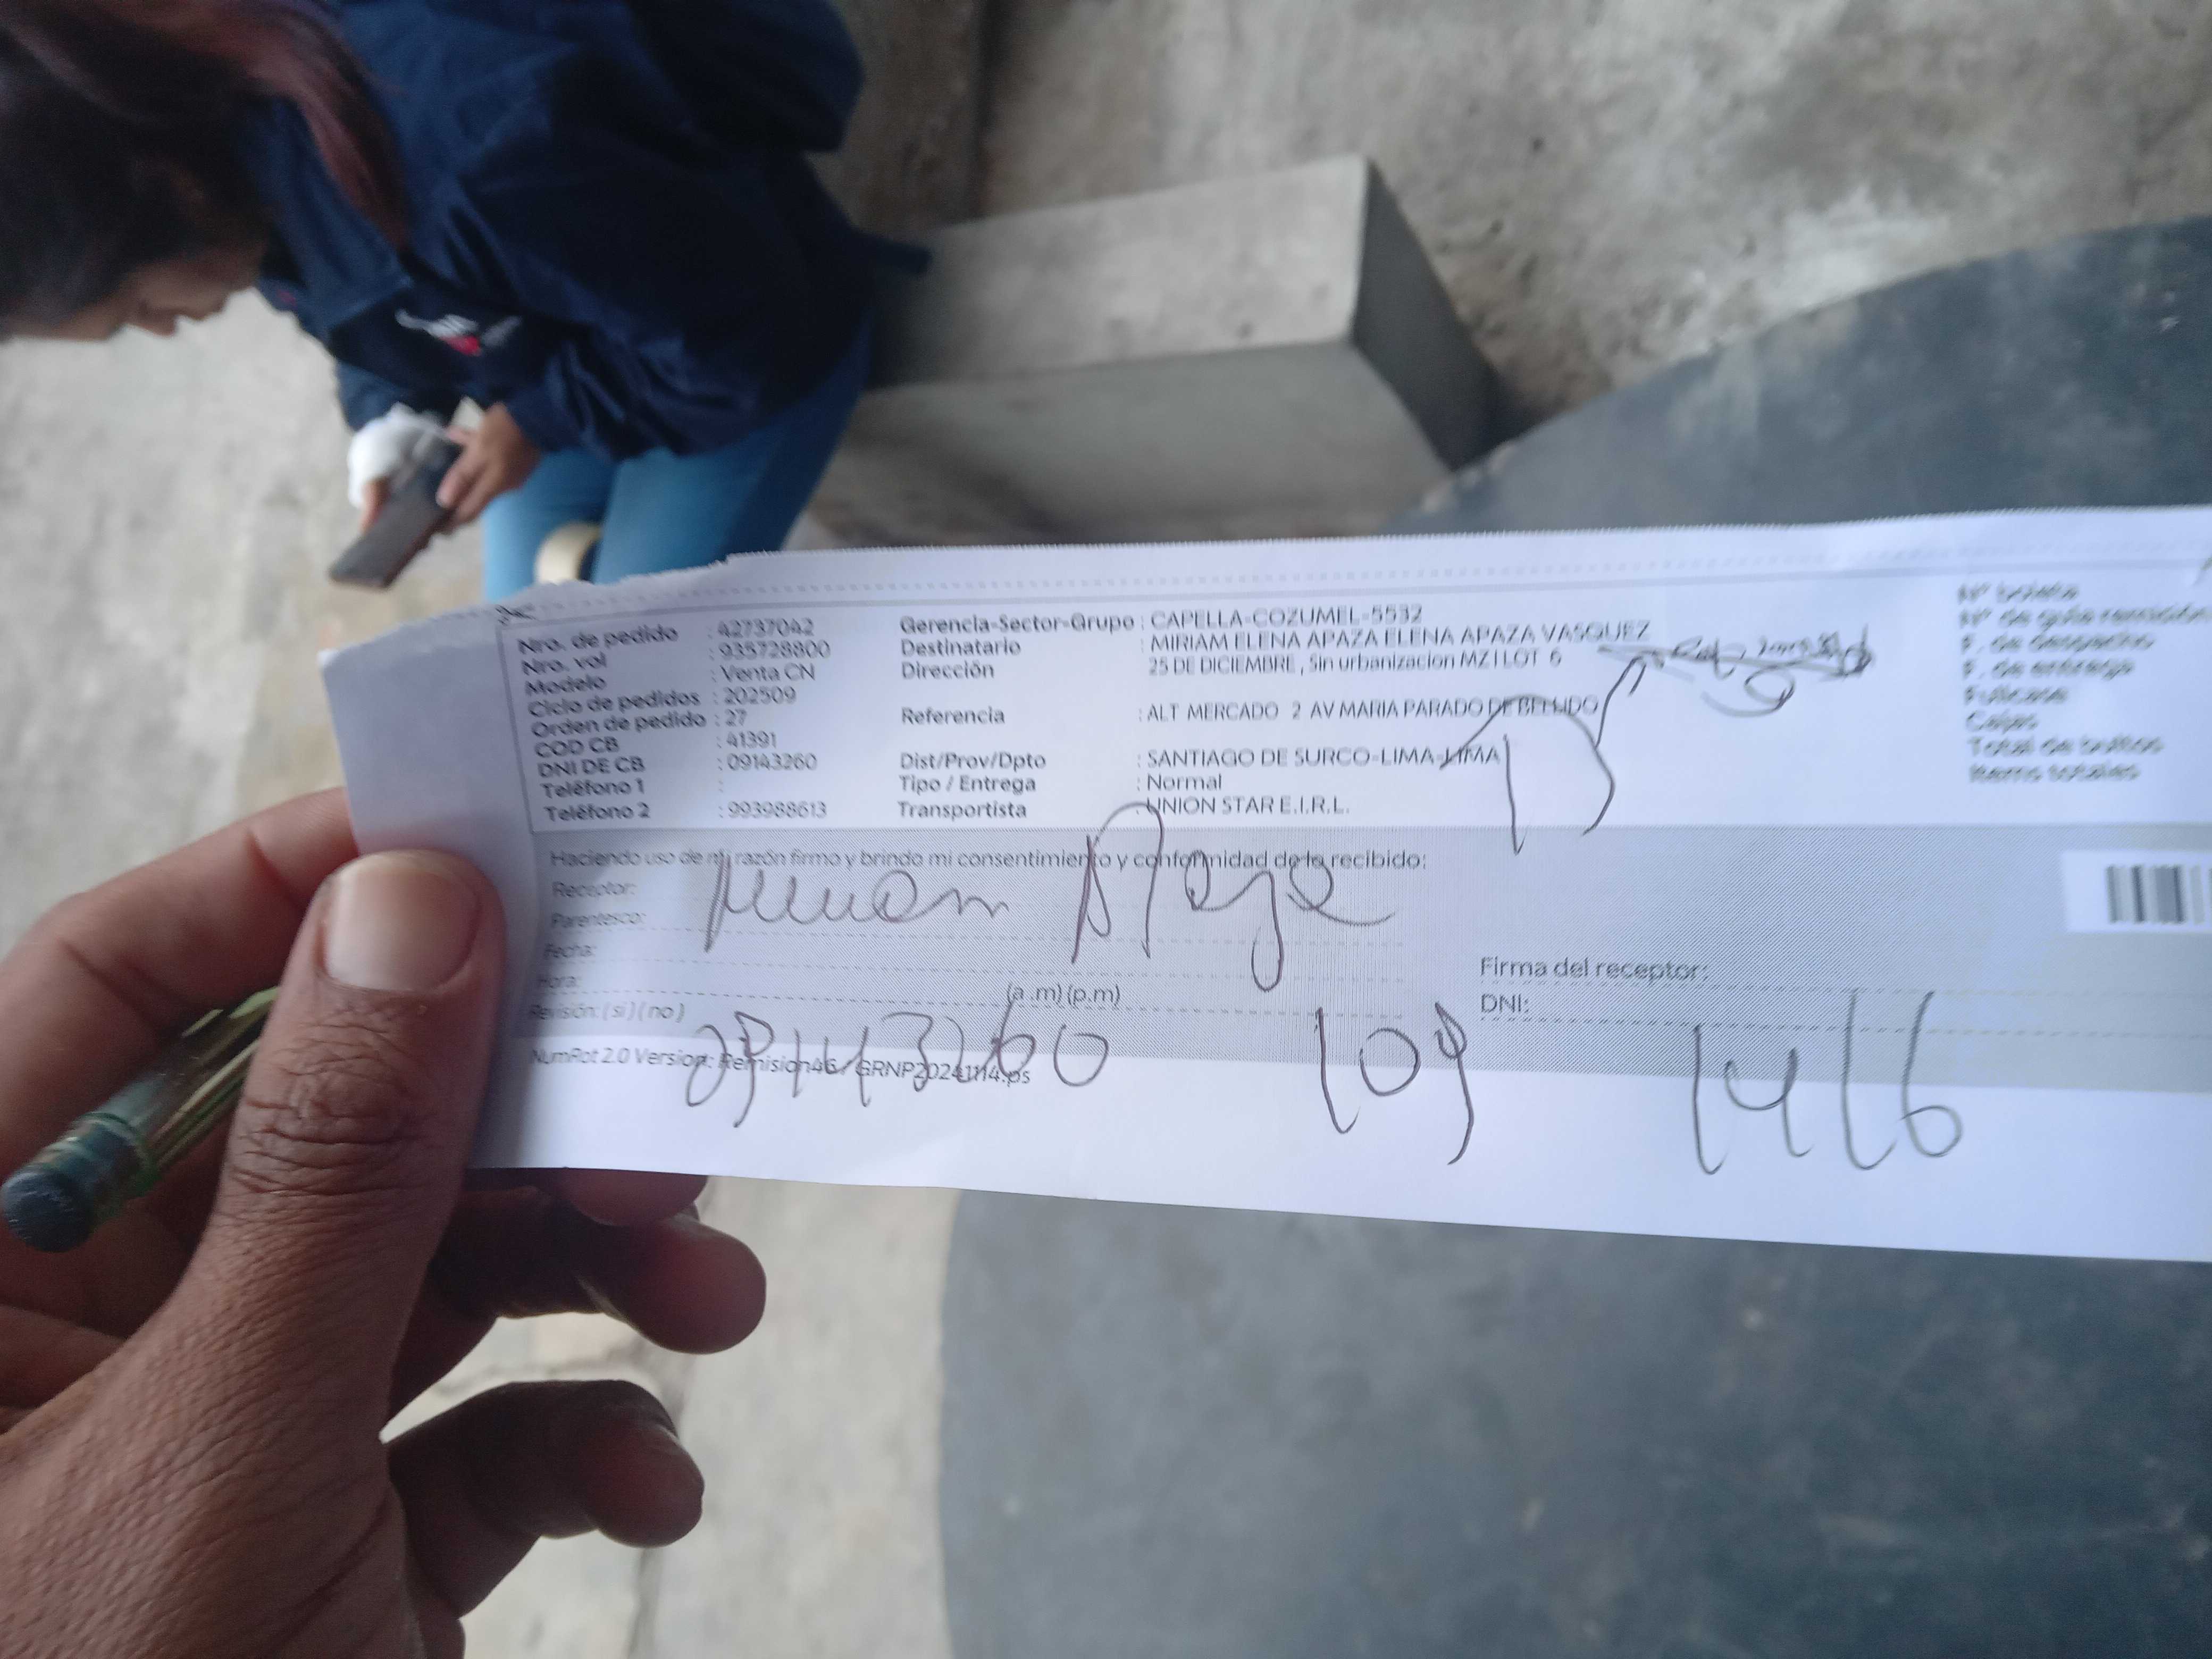 Nro. de pedido : 42737042
Nro. vol : 935728800
Modelo : Venta CN
Ciclo de pedidos : 202509
Orden de pedido : 27
COD CB : 41391
DNI DE CB : 09143260
Teléfono 1 :
Teléfono 2 : 993988613
Gerencia-Sector-Grupo : CAPELLA-COZUMEL-5532
Destinatario : MIRIAM ELENA APAZA ELENA APAZA VASQUEZ
Dirección : 25 DE DICIEMBRE , Sin urbanizacion MZ I LOT 6
Referencia : ALT MERCADO 2 AV MARIA PARADO DE BELLIDO
Dist/Prov/Dpto : SANTIAGO DE SURCO-LIMA-LIMA
Tipo / Entrega : Normal
Transportista : UNION STAR E.I.R.L.
Nº boleta
Nº de guía remisión
F. de despacho
F. de entrega
Fullcase
Cajas
Total de bultos
Items totales
Haciendo uso de mi razón firmo y brindo mi consentimiento y conformidad de lo recibido:
Receptor:
Parentesco:
Fecha:
Hora: (a .m) (p.m)
Revisión: ( si ) ( no )
Firma del receptor:
DNI:
09143260 109 1416
NumRot 2.0 Version: Remision46 / GRNP20241114.ps